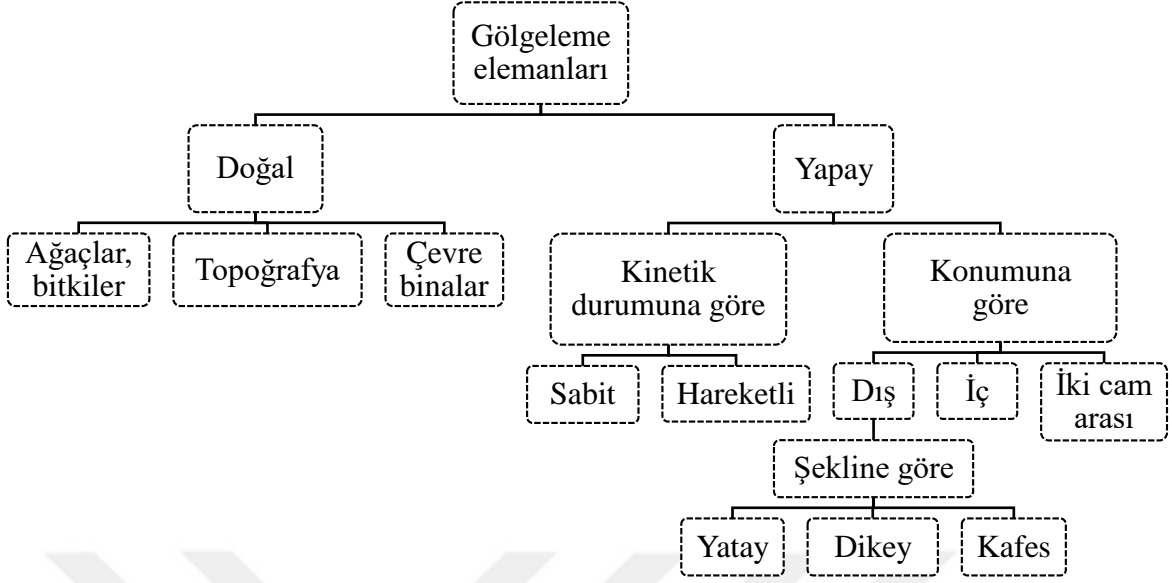 Gölgeleme
elemanları
Doğal
Yapay
Ağaçlar,
bitkiler
Topoğrafya
Çevre
binalar
Kinetik
durumuna göre
Konumuna
göre
Sabit
Hareketli
Dış
İç
İki cam
arası
Şekline göre
Yatay
Dikey
Kafes